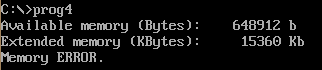 C:\>prog4
Available memory (Bytes):    648912 b
Extended memory (KBytes):     15360 Kb
Memory ERROR.